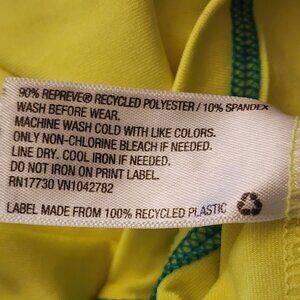 90% REPREVE® RECYCLED POLYESTER / 10% SPANDEX
WASH BEFORE WEAR.
MACHINE WASH COLD WITH LIKE COLORS.
ONLY NON-CHLORINE BLEACH IF NEEDED.
LINE DRY. COOL IRON IF NEEDED.
DO NOT IRON ON PRINT LABEL.
RN17730 VN1042782
LABEL MADE FROM 100% RECYCLED PLASTIC